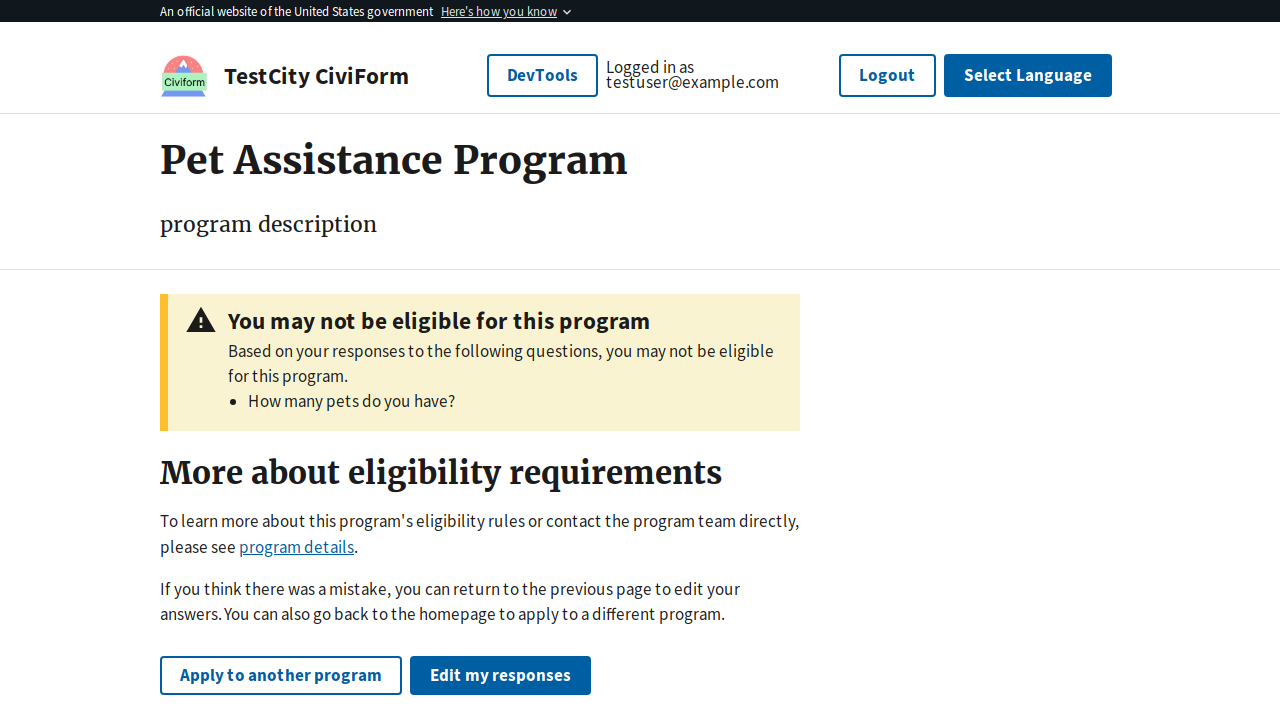 An official website of the United States government Here's how you know
Civiform
TestCity CiviForm
DevTools
Logged in as
testuser@example.com
Logout
Select Language
Pet Assistance Program
program description
You may not be eligible for this program
Based on your responses to the following questions, you may not be eligible
for this program.
• How many pets do you have?
More about eligibility requirements
To learn more about this program's eligibility rules or contact the program team directly,
please see program details.
If you think there was a mistake, you can return to the previous page to edit your
answers. You can also go back to the homepage to apply to a different program.
Apply to another program
Edit my responses